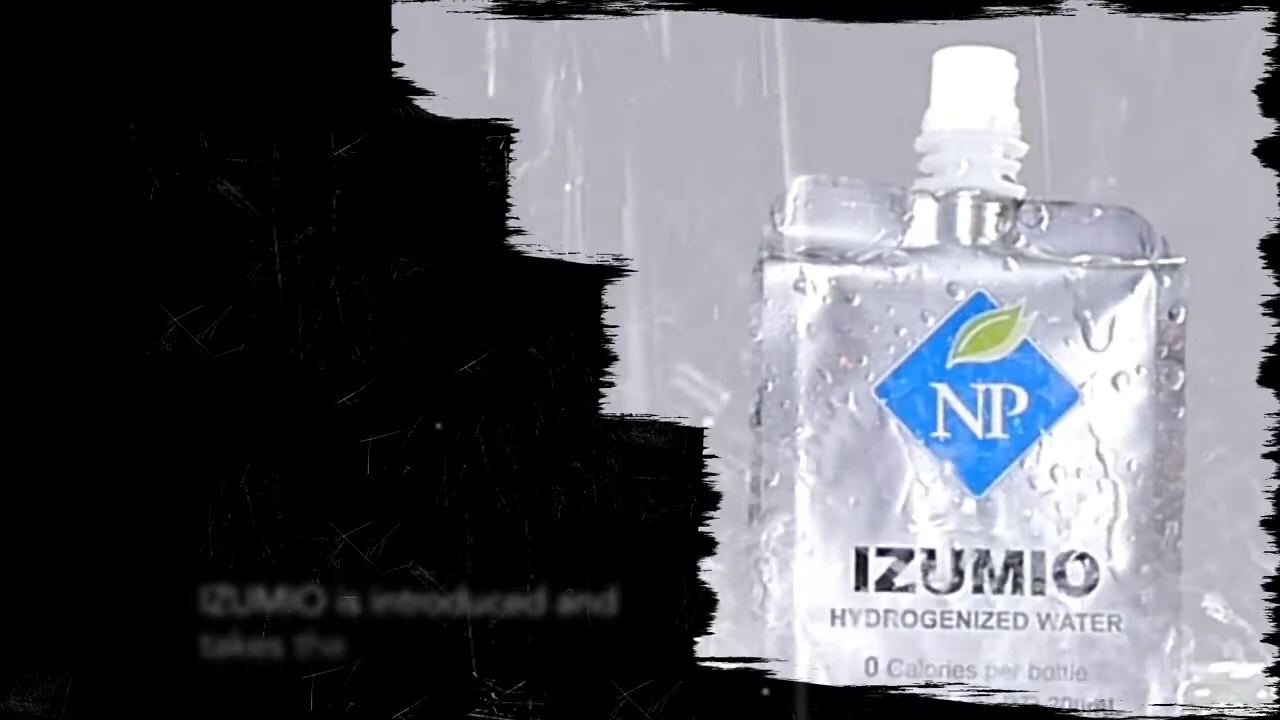 NP
IZUMIO
HYDROGENIZED WATER
0 Calories per bottle
IZUMIO is introduced and
takes the